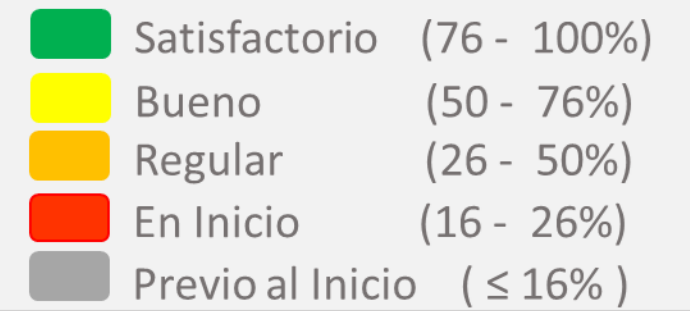 Satisfactorio (76 - 100%)
Bueno (50 - 76%)
Regular (26 - 50%)
En Inicio (16 - 26%)
Previo al Inicio ( ≤ 16% )